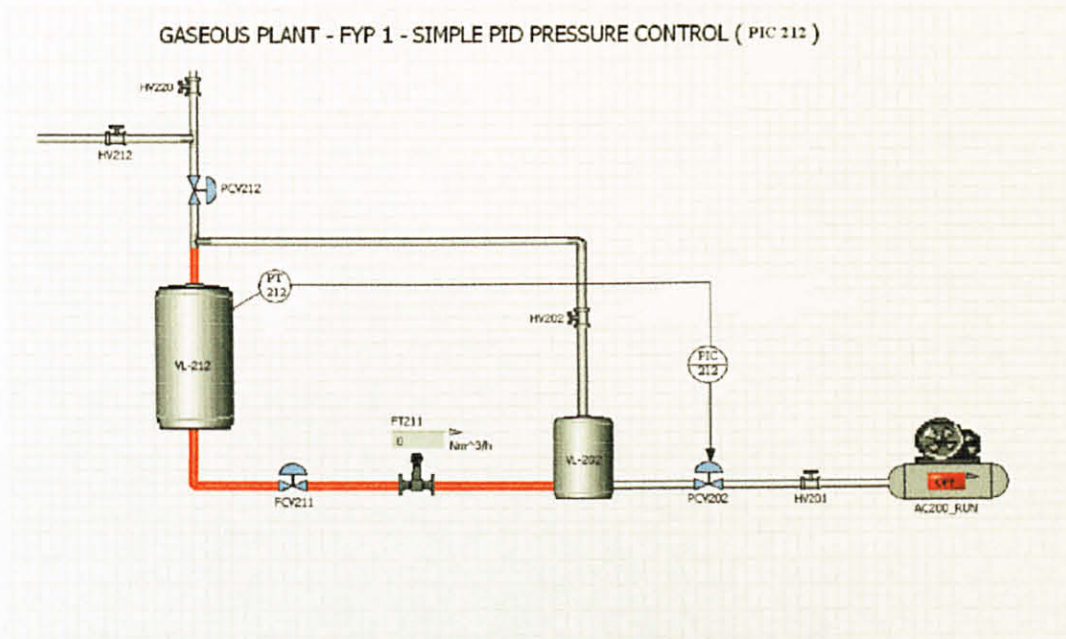 GASEOUS PLANT - FYP 1 - SIMPLE PID PRESSURE CONTROL ( PIC 212 )
HV220
HV212
PCV212
PT
212
HV202
VL-212
PIC
212
FT211
0
Nm^3/h
VL-202
FCV211
PCV202
HV201
AC200_RUN